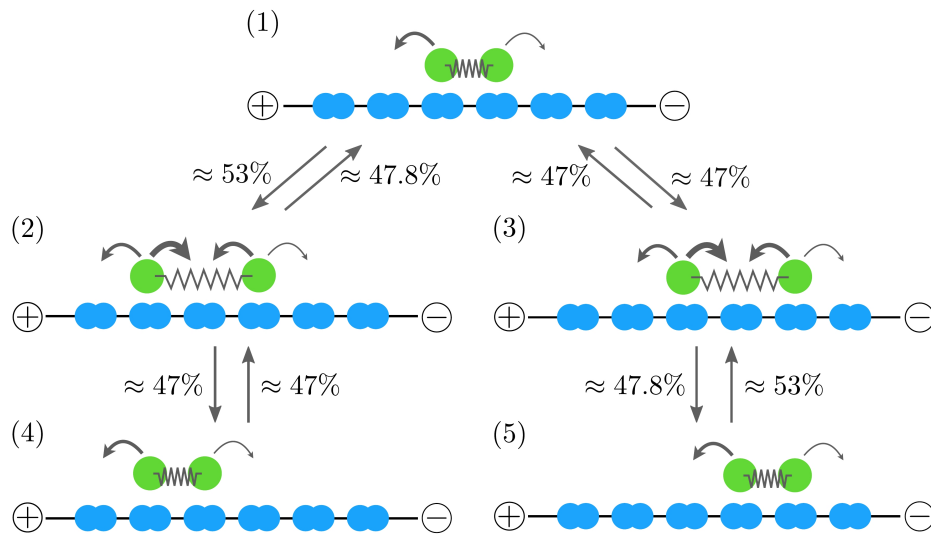 (1)
+ −
≈ 53% ≈ 47.8% ≈ 47% ≈ 47%
(2) (3)
+ − + −
≈ 47% ≈ 47% ≈ 47.8% ≈ 53%
(4) (5)
+ − + −